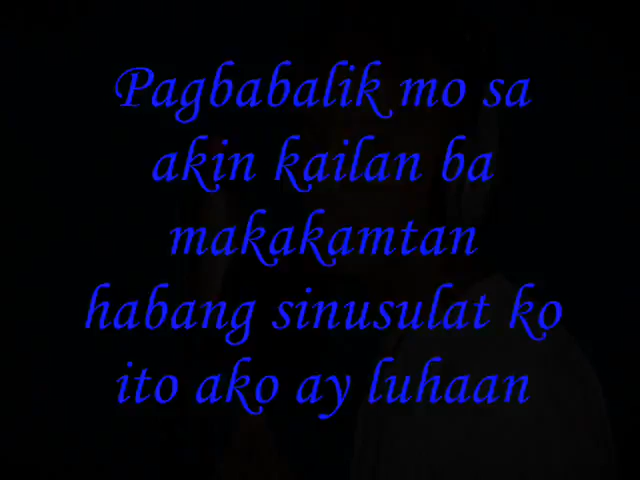 Pagbabalik mo sa
akin kailan ba
makakamtan
habang sinusulat ko
ito ako ay luhaan